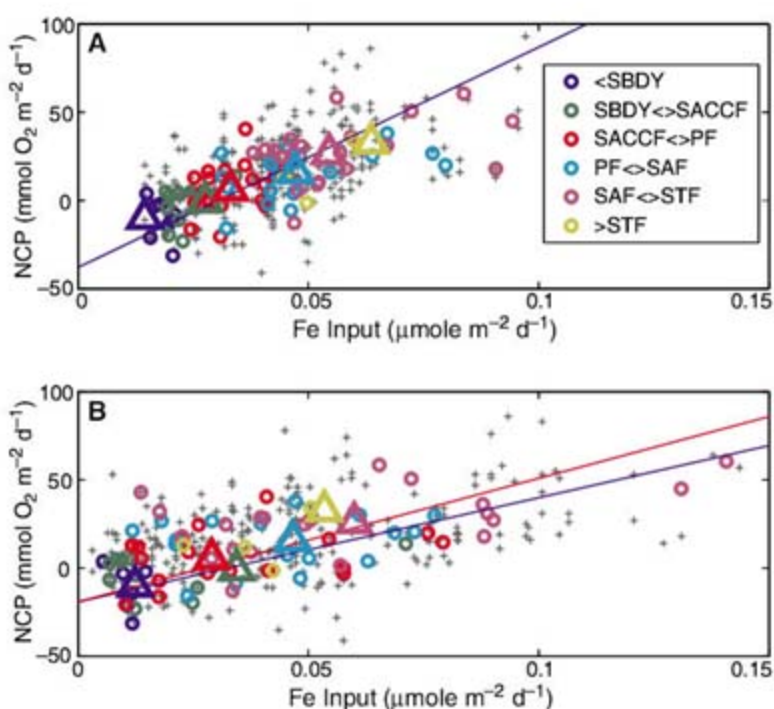 100
A
50
0
−50
NCP (mmol O₂ m⁻² d⁻¹)
<SBDY
SBDY<>SACCF
SACCF<>PF
PF<>SAF
SAF<>STF
>STF
0 0.05 0.1 0.15
Fe Input (μmole m⁻² d⁻¹)
100
B
50
0
−50
NCP (mmol O₂ m⁻² d⁻¹)
0 0.05 0.1 0.15
Fe Input (μmole m⁻² d⁻¹)